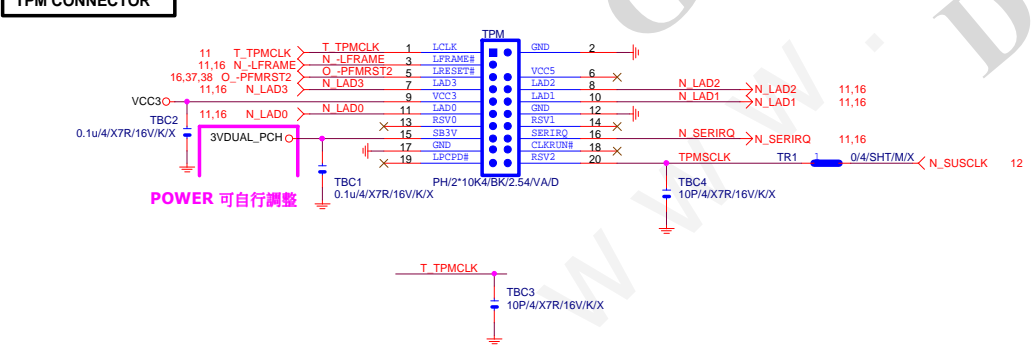 TPM CONNECTOR
TPM
11 T_TPMCLK T_TPMCLK 1 LCLK GND 2
11,16 N_-LFRAME N_-LFRAME 3 LFRAME#
16,37,38 O_-PFMRST2 O_-PFMRST2 5 LRESET# VCC5 6
11,16 N_LAD3 N_LAD3 7 LAD3 LAD2 8 N_LAD2 N_LAD2 11,16
VCC3 9 VCC3 LAD1 10 N_LAD1 N_LAD1 11,16
11,16 N_LAD0 N_LAD0 11 LAD0 GND 12
TBC2
0.1u/4/X7R/16V/K/X
13 RSV0 RSV1 14
3VDUAL_PCH 15 SB3V SERIRQ 16 N_SERIRQ N_SERIRQ 11,16
17 GND CLKRUN# 18
19 LPCPD# RSV2 20 TPMSCLK TR1 1 0/4/SHT/M/X N_SUSCLK 12
PH/2*10K4/BK/2.54/VA/D
TBC1
0.1u/4/X7R/16V/K/X
TBC4
10P/4/X7R/16V/K/X
POWER 可自行調整
T_TPMCLK
TBC3
10P/4/X7R/16V/K/X
G
D
w w w .